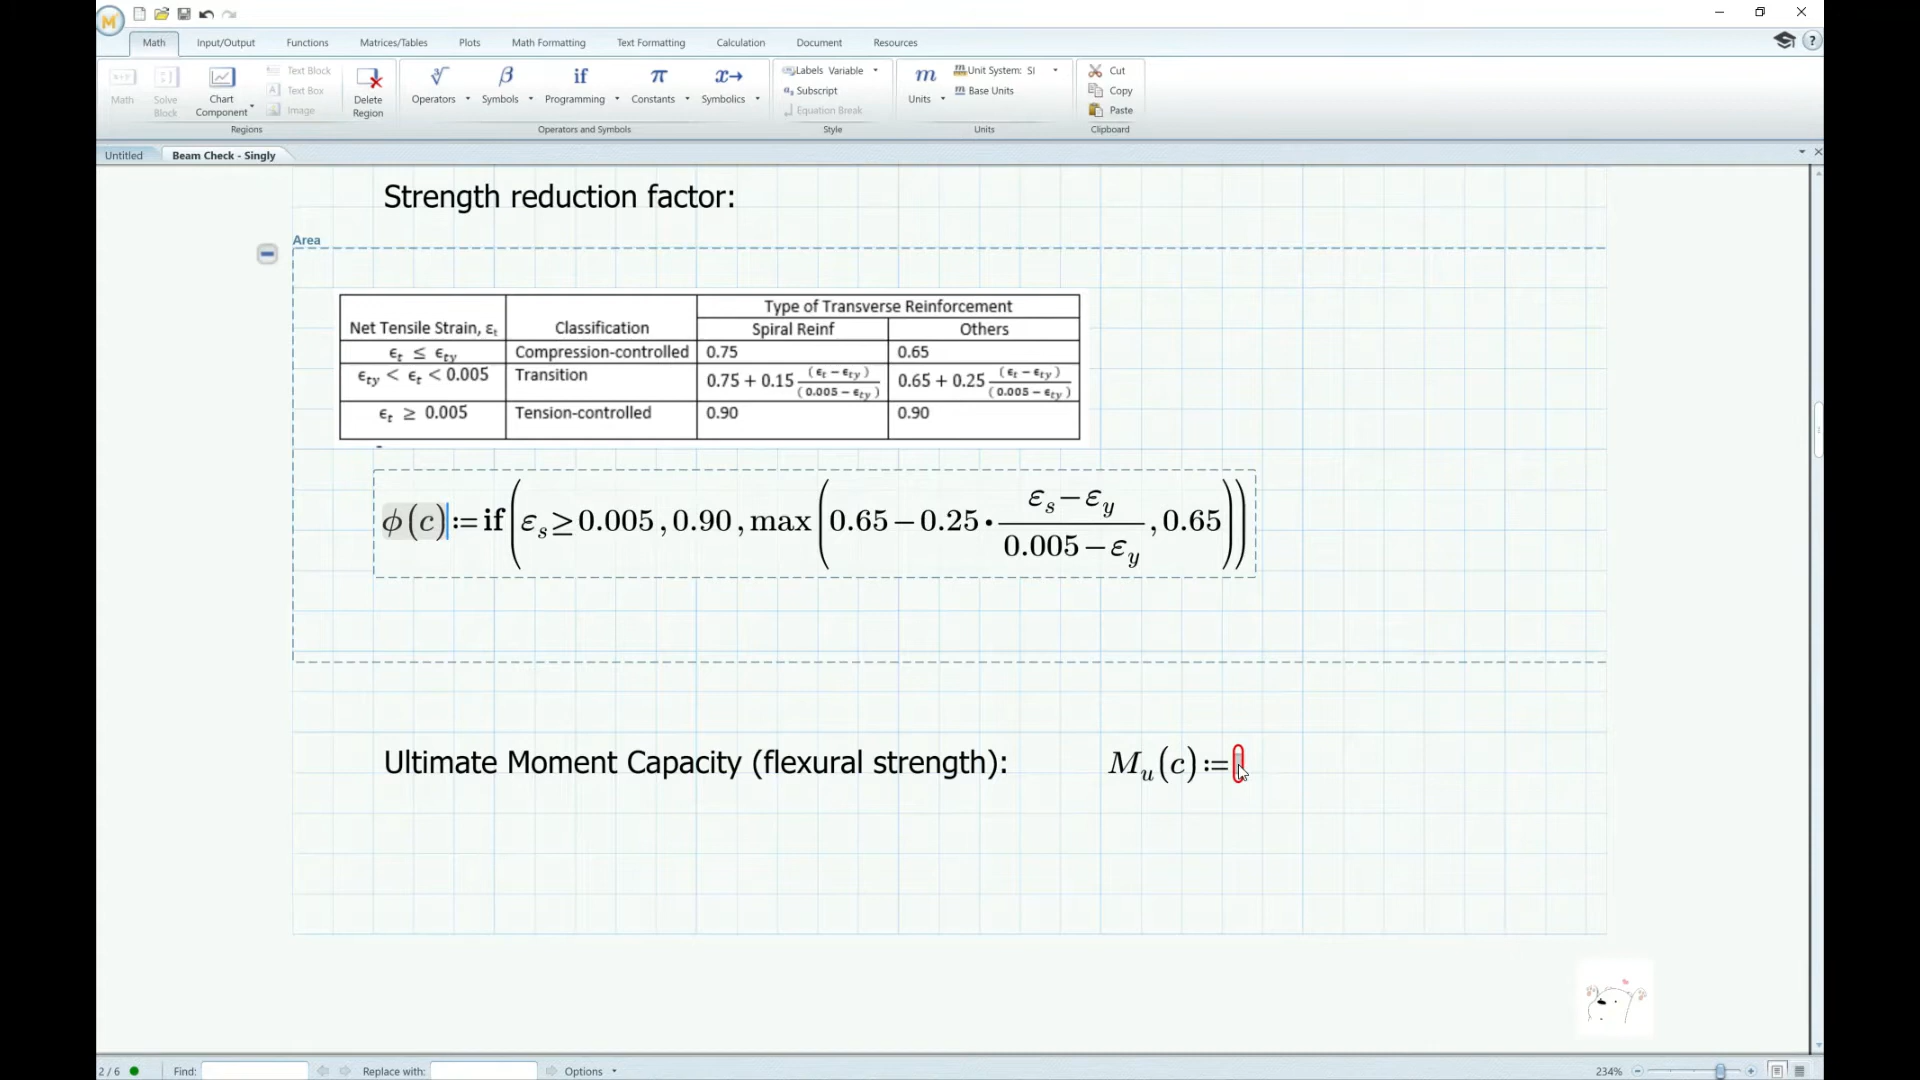 M
Math Input/Output Functions Matrices/Tables Plots Math Formatting Text Formatting Calculation Document Resources ?
Math Solve Block Chart Component Text Block Text Box Image Delete Region Regions
Operators Symbols Programming Constants Symbolics Operators and Symbols
√ β if π x→
Labels Variable Subscript Equation Break Style
m Units Unit System: SI Base Units Units
Cut Copy Paste Clipboard
Untitled Beam Check - Singly
Strength reduction factor:
Area
Net Tensile Strain, εt Classification Type of Transverse Reinforcement
Spiral Reinf Others
ϵt ≤ ϵty Compression-controlled 0.75 0.65
ϵty < ϵt < 0.005 Transition 0.75 + 0.15 (ϵt − ϵty)/(0.005 − ϵty) 0.65 + 0.25 (ϵt − ϵty)/(0.005 − ϵty)
ϵt ≥ 0.005 Tension-controlled 0.90 0.90
ϕ(c):=if(εs≥0.005,0.90,max(0.65−0.25•(εs−εy)/(0.005−εy),0.65))
Ultimate Moment Capacity (flexural strength): Mu(c):=
2 / 6 Find: Replace with: Options 234%